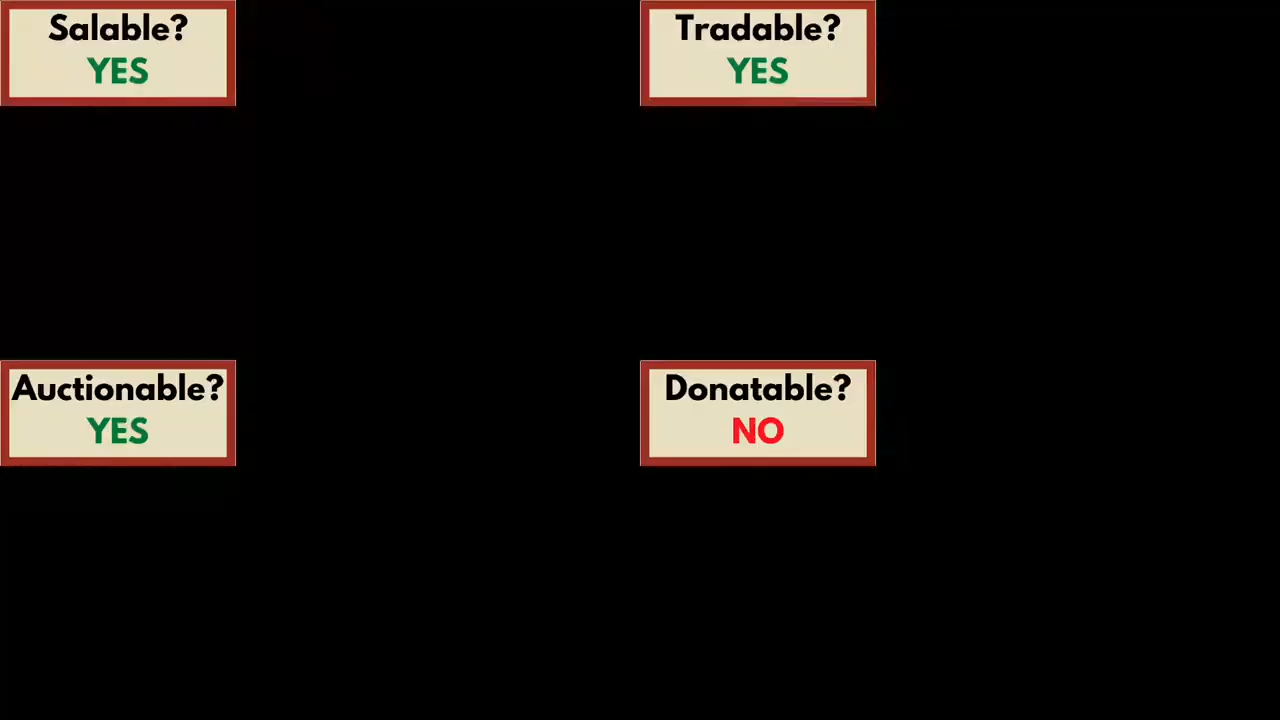 Salable?
YES
Tradable?
YES
Auctionable?
YES
Donatable?
NO